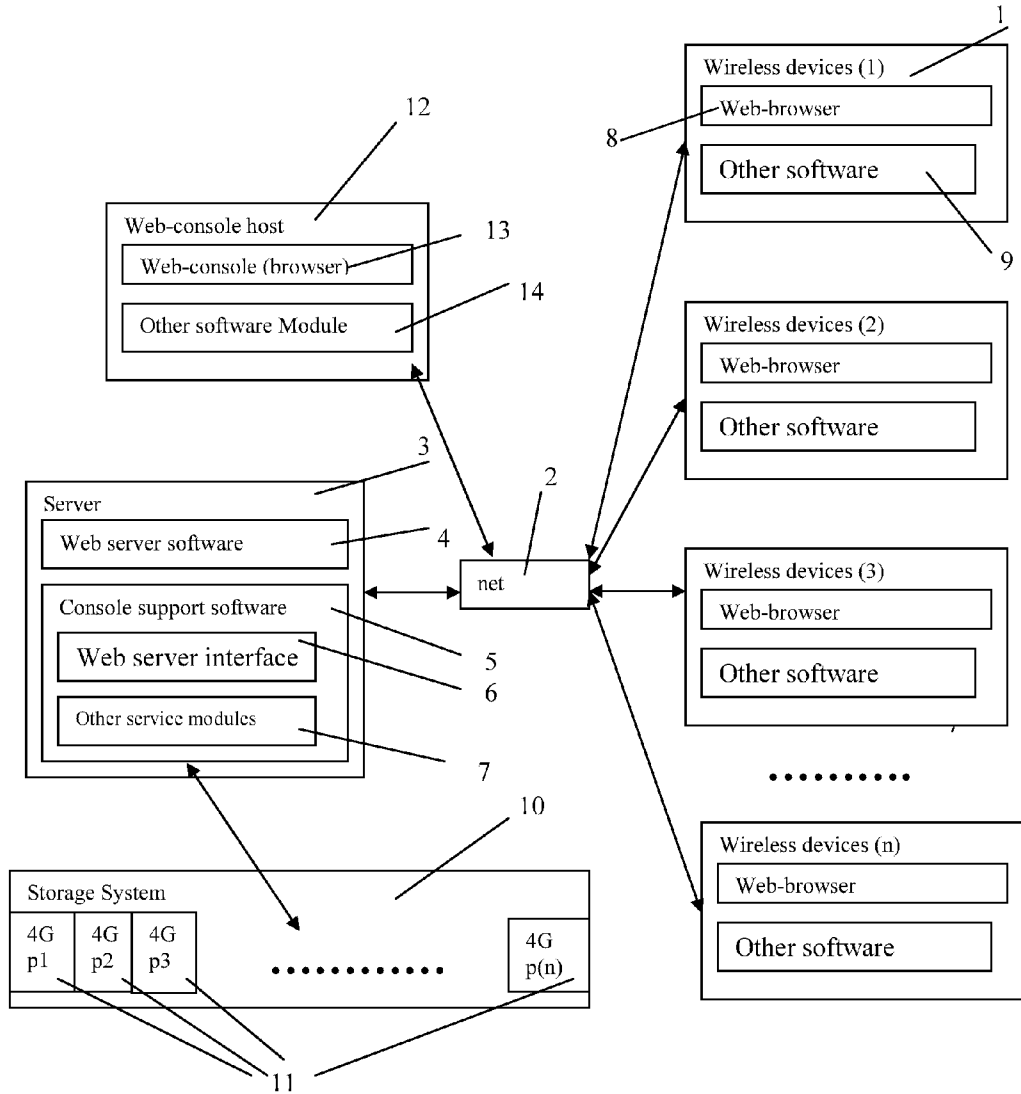 1
Wireless devices (1)
Web-browser
8
Other software
9
12
Web-console host
Web-console (browser)
13
Other software Module
14
Wireless devices (2)
Web-browser
Other software
3
Server
Web server software
4
Console support software
5
Web server interface
6
Other service modules
7
2
net
Wireless devices (3)
Web-browser
Other software
..........
Wireless devices (n)
Web-browser
Other software
10
Storage System
4G
p1
4G
p2
4G
p3
............
4G
p(n)
11